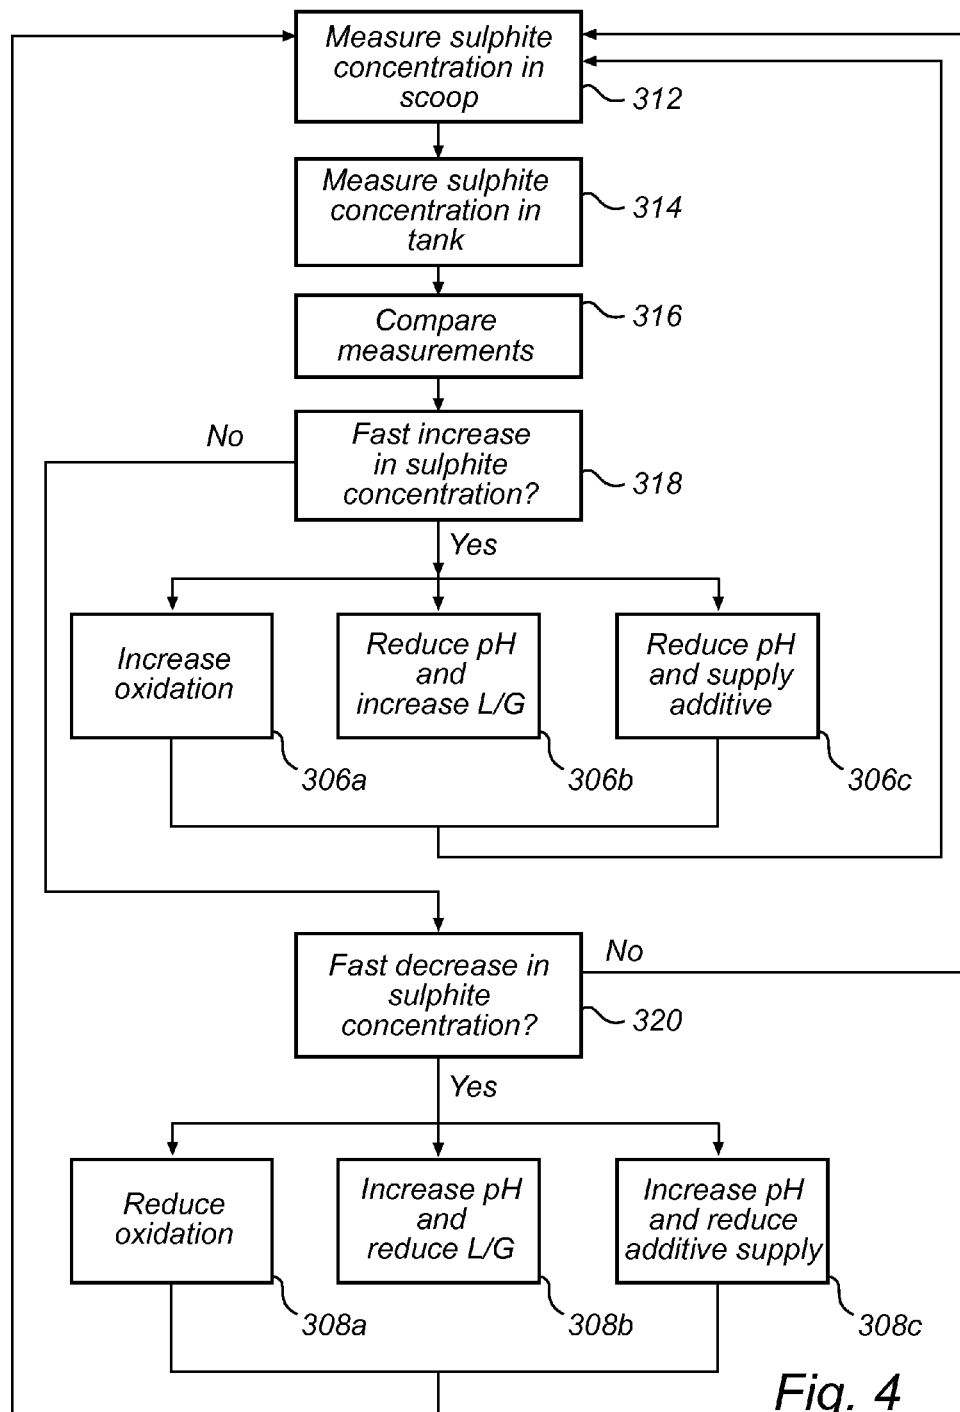 Measure sulphite
concentration in
scoop
312
Measure sulphite
concentration in
tank
314
Compare
measurements
316
No
Fast increase
in sulphite
concentration?
318
Yes
Increase
oxidation
306a
Reduce pH
and
increase L/G
306b
Reduce pH
and supply
additive
306c
Fast decrease in
sulphite
concentration?
No
320
Yes
Reduce
oxidation
308a
Increase pH
and
reduce L/G
308b
Increase pH
and reduce
additive supply
308c
Fig. 4